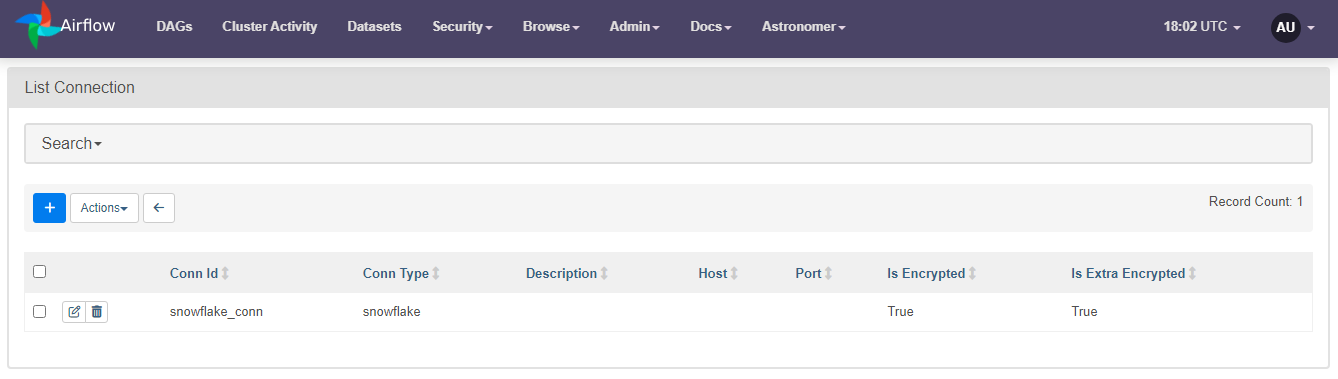 Airflow DAGs Cluster Activity Datasets Security Browse Admin Docs Astronomer 18:02 UTC AU
List Connection
Search
+ Actions ← Record Count: 1
Conn Id Conn Type Description Host Port Is Encrypted Is Extra Encrypted
snowflake_conn snowflake True True